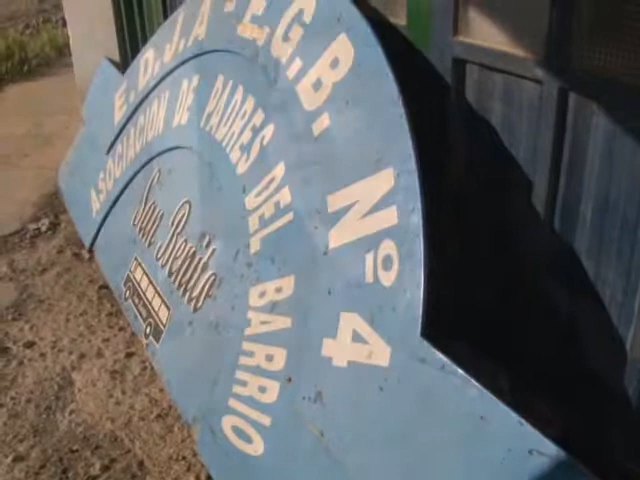 E.D.J.A - E.G.B. Nº 4
ASOCIACION DE PADRES DEL BARRIO
San Benito